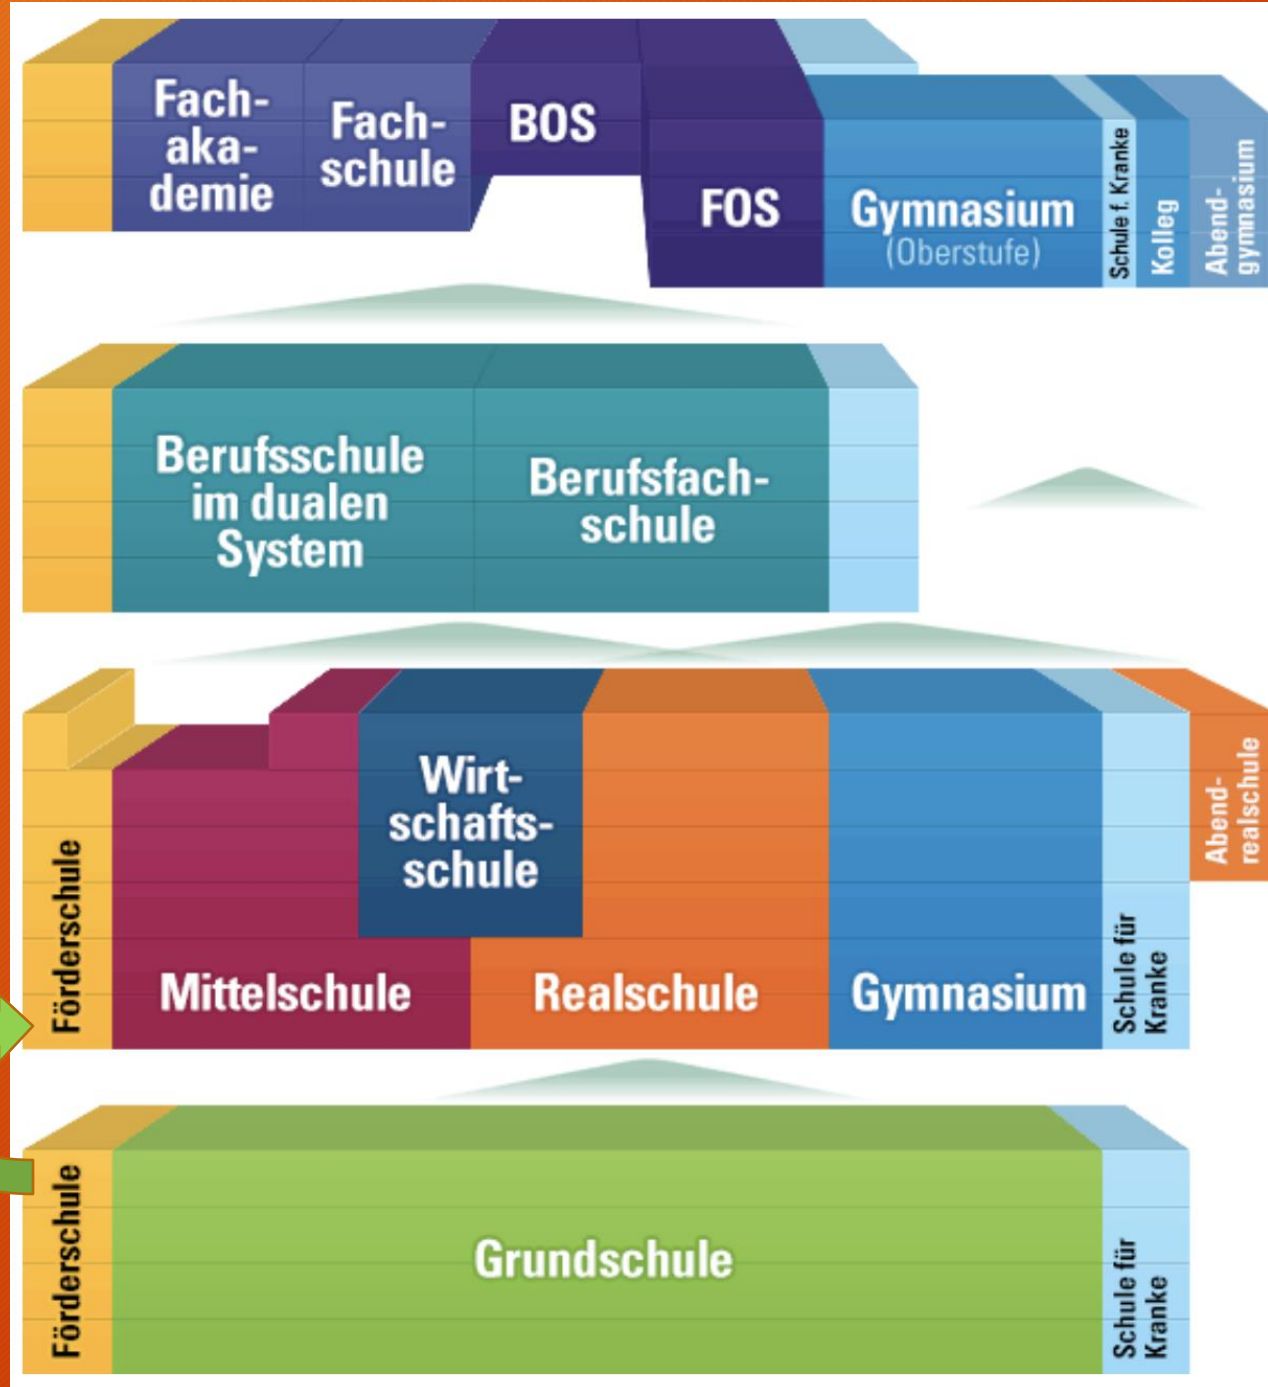 Fach-
aka-
demie
Fach-
schule
BOS
FOS
Gymnasium
(Oberstufe)
Schule f. Kranke
Kolleg
Abend-
gymnasium
Berufsschule
im dualen
System
Berufsfach-
schule
Förderschule
Mittelschule
Wirt-
schafts-
schule
Realschule
Gymnasium
Schule für
Kranke
Abend-
realschule
Förderschule
Grundschule
Schule für
Kranke